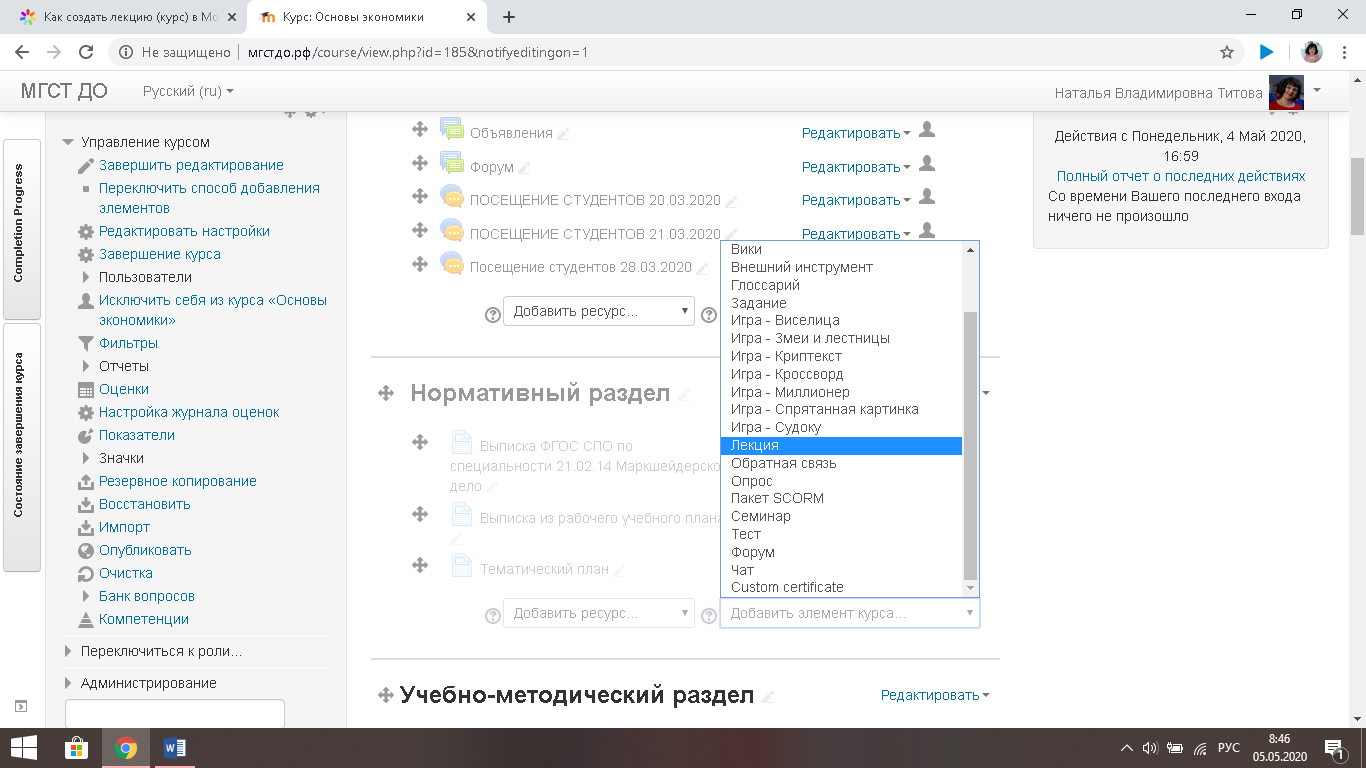 Как создать лекцию (курс) в Mo
Курс: Основы экономики
Не защищено
мгстдо.рф/course/view.php?id=185&notifyeditingon=1
МГСТ ДО
Русский (ru)
Наталья Владимировна Титова
Completion Progress
Состояние завершения курса
Управление курсом
Завершить редактирование
Переключить способ добавления
элементов
Редактировать настройки
Завершение курса
Пользователи
Исключить себя из курса «Основы
экономики»
Фильтры
Отчеты
Оценки
Настройка журнала оценок
Показатели
Значки
Резервное копирование
Восстановить
Импорт
Опубликовать
Очистка
Банк вопросов
Компетенции
Переключиться к роли...
Администрирование
Объявления
Редактировать
Форум
Редактировать
ПОСЕЩЕНИЕ СТУДЕНТОВ 20.03.2020
Редактировать
ПОСЕЩЕНИЕ СТУДЕНТОВ 21.03.2020
Редактировать
Посещение студентов 28.03.2020
Добавить ресурс...
Нормативный раздел
Выписка ФГОС СПО по
специальности 21.02.14 Маркшейдерско
дело
Выписка из рабочего учебного плана
Тематический план
Добавить ресурс...
Добавить элемент курса...
Вики
Внешний инструмент
Глоссарий
Задание
Игра - Виселица
Игра - Змеи и лестницы
Игра - Криптекст
Игра - Кроссворд
Игра - Миллионер
Игра - Спрятанная картинка
Игра - Судоку
Лекция
Обратная связь
Опрос
Пакет SCORM
Семинар
Тест
Форум
Чат
Custom certificate
Учебно-методический раздел
Редактировать
Действия с Понедельник, 4 Май 2020,
16:59
Полный отчет о последних действиях
Со времени Вашего последнего входа
ничего не произошло
РУС
8:46
05.05.2020
1